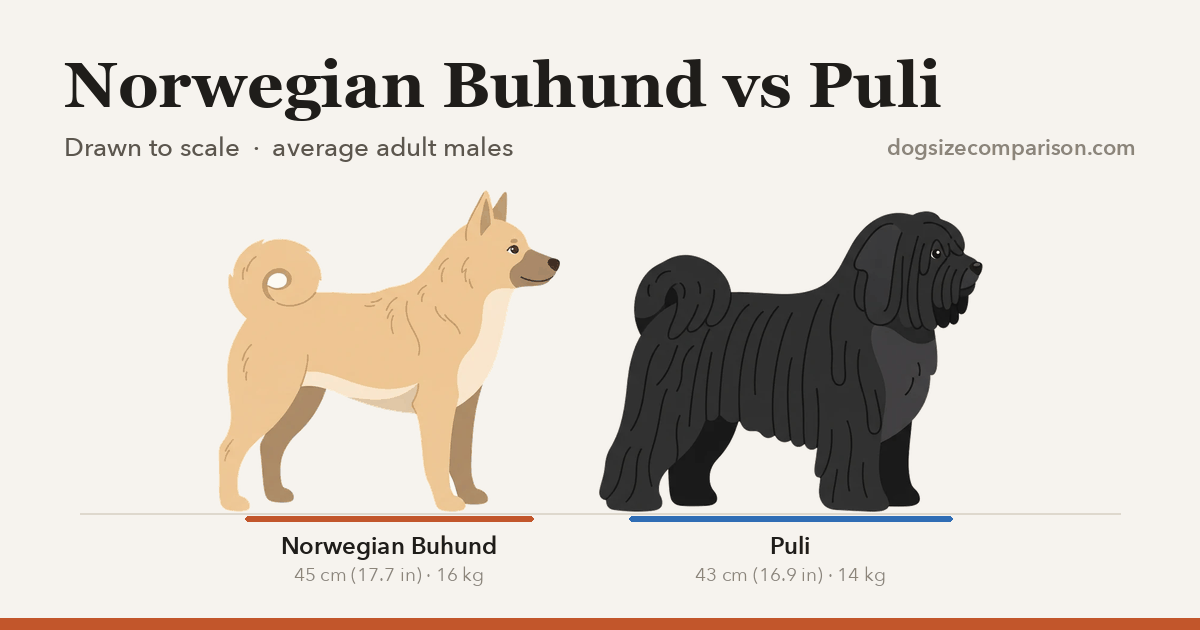 Norwegian Buhund vs Puli
Drawn to scale · average adult males
dogsizecomparison.com
Norwegian Buhund
45 cm (17.7 in) · 16 kg
Puli
43 cm (16.9 in) · 14 kg